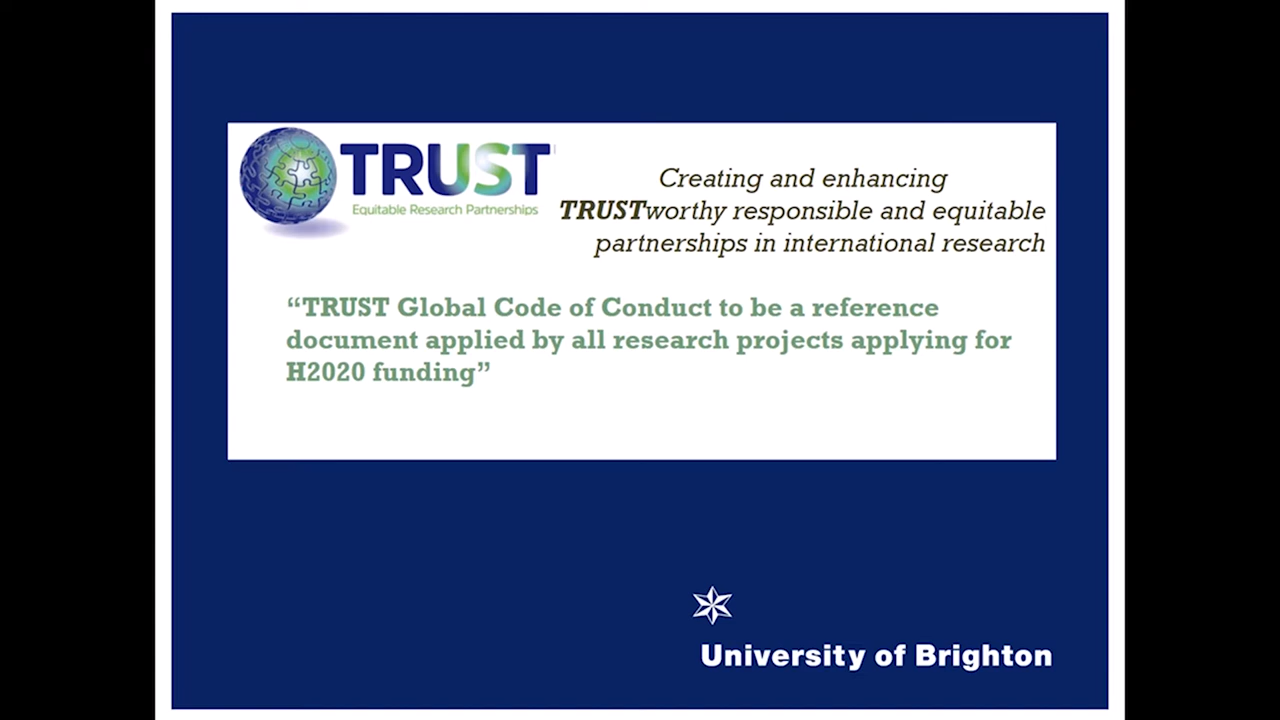 TRUST
Equitable Research Partnerships
Creating and enhancing
TRUSTworthy responsible and equitable
partnerships in international research
“TRUST Global Code of Conduct to be a reference
document applied by all research projects applying for
H2020 funding”
University of Brighton